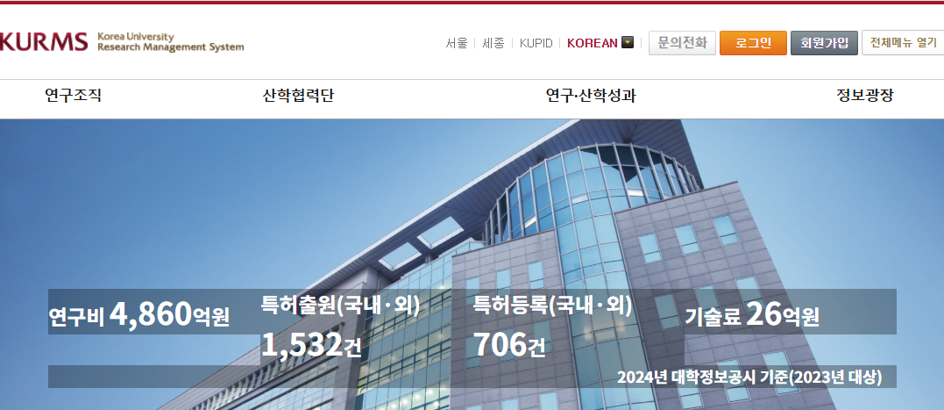 KURMS Korea University
Research Management System
서울 세종 KUPID KOREAN 문의전화 로그인 회원가입 전체메뉴 열기
연구조직 산학협력단 연구·산학성과 정보광장
연구비 4,860억원 특허출원(국내·외) 특허등록(국내·외) 기술료 26억원
1,532건 706건
2024년 대학정보공시 기준(2023년 대상)